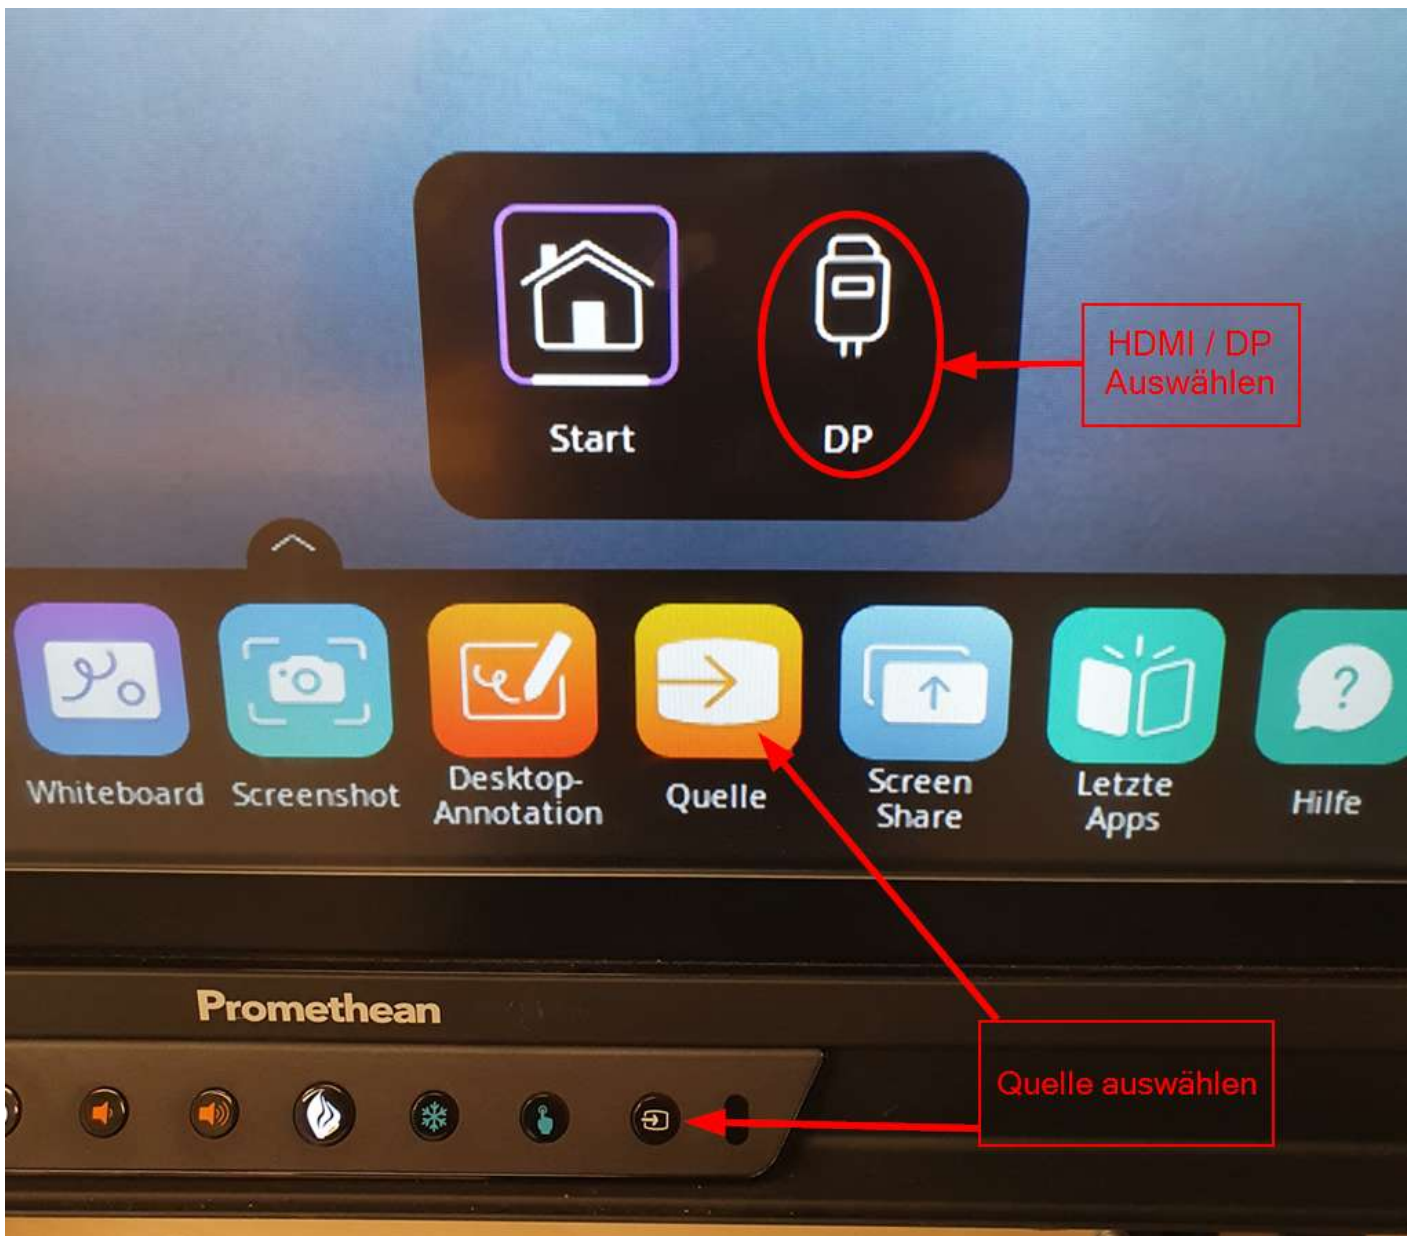 HDMI / DP
Auswählen
Start
DP
Whiteboard
Screenshot
Desktop-
Annotation
Quelle
Screen
Share
Letzte
Apps
Hilfe
Promethean
Quelle auswählen